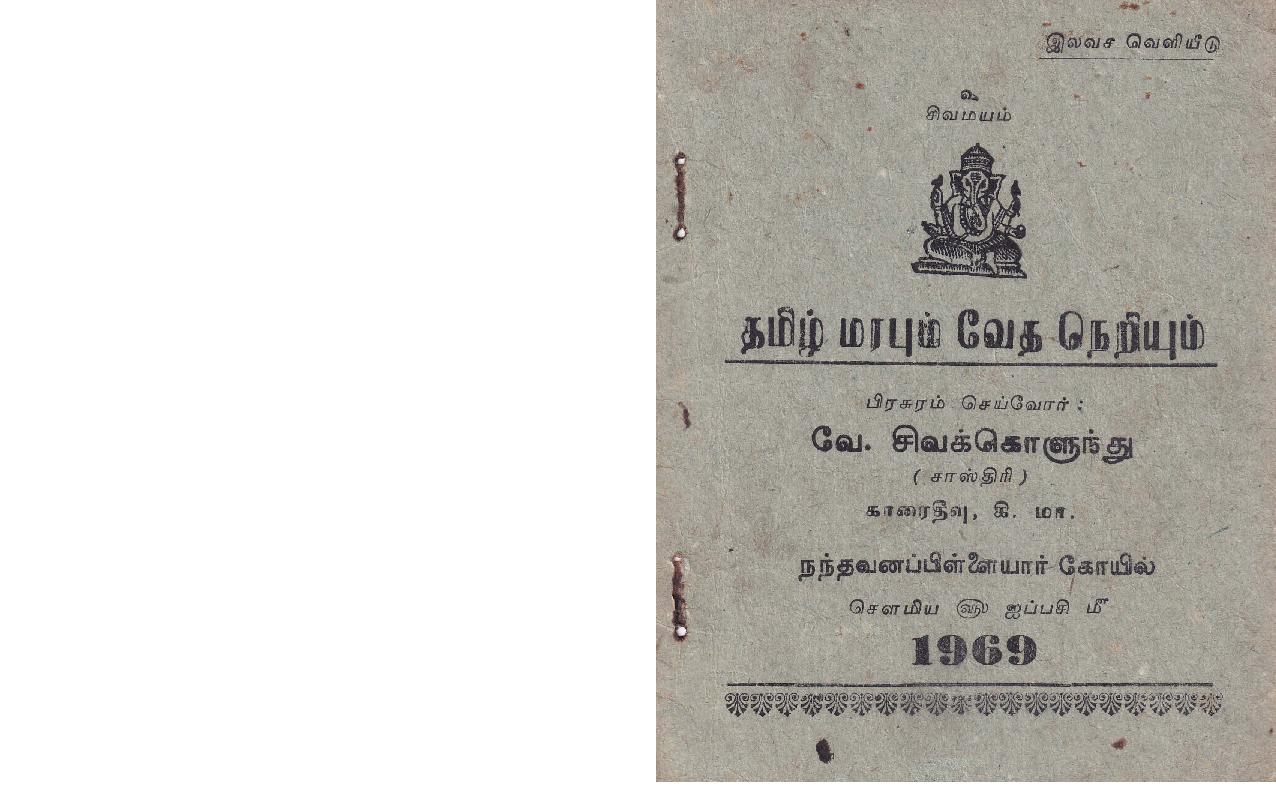 இலவச வெளியீடு
உ
சிவமயம்
தமிழ் மரபும் வேத நெறியும்
பிரசுரம் செய்வோர் :
வே. சிவக்கொளுந்து
( சாஸ்திரி )
காரைதீவு, கி. மா.
நந்தவனப்பிள்ளையார் கோயில்
சௌமிய ௵ ஐப்பசி ௴
1969